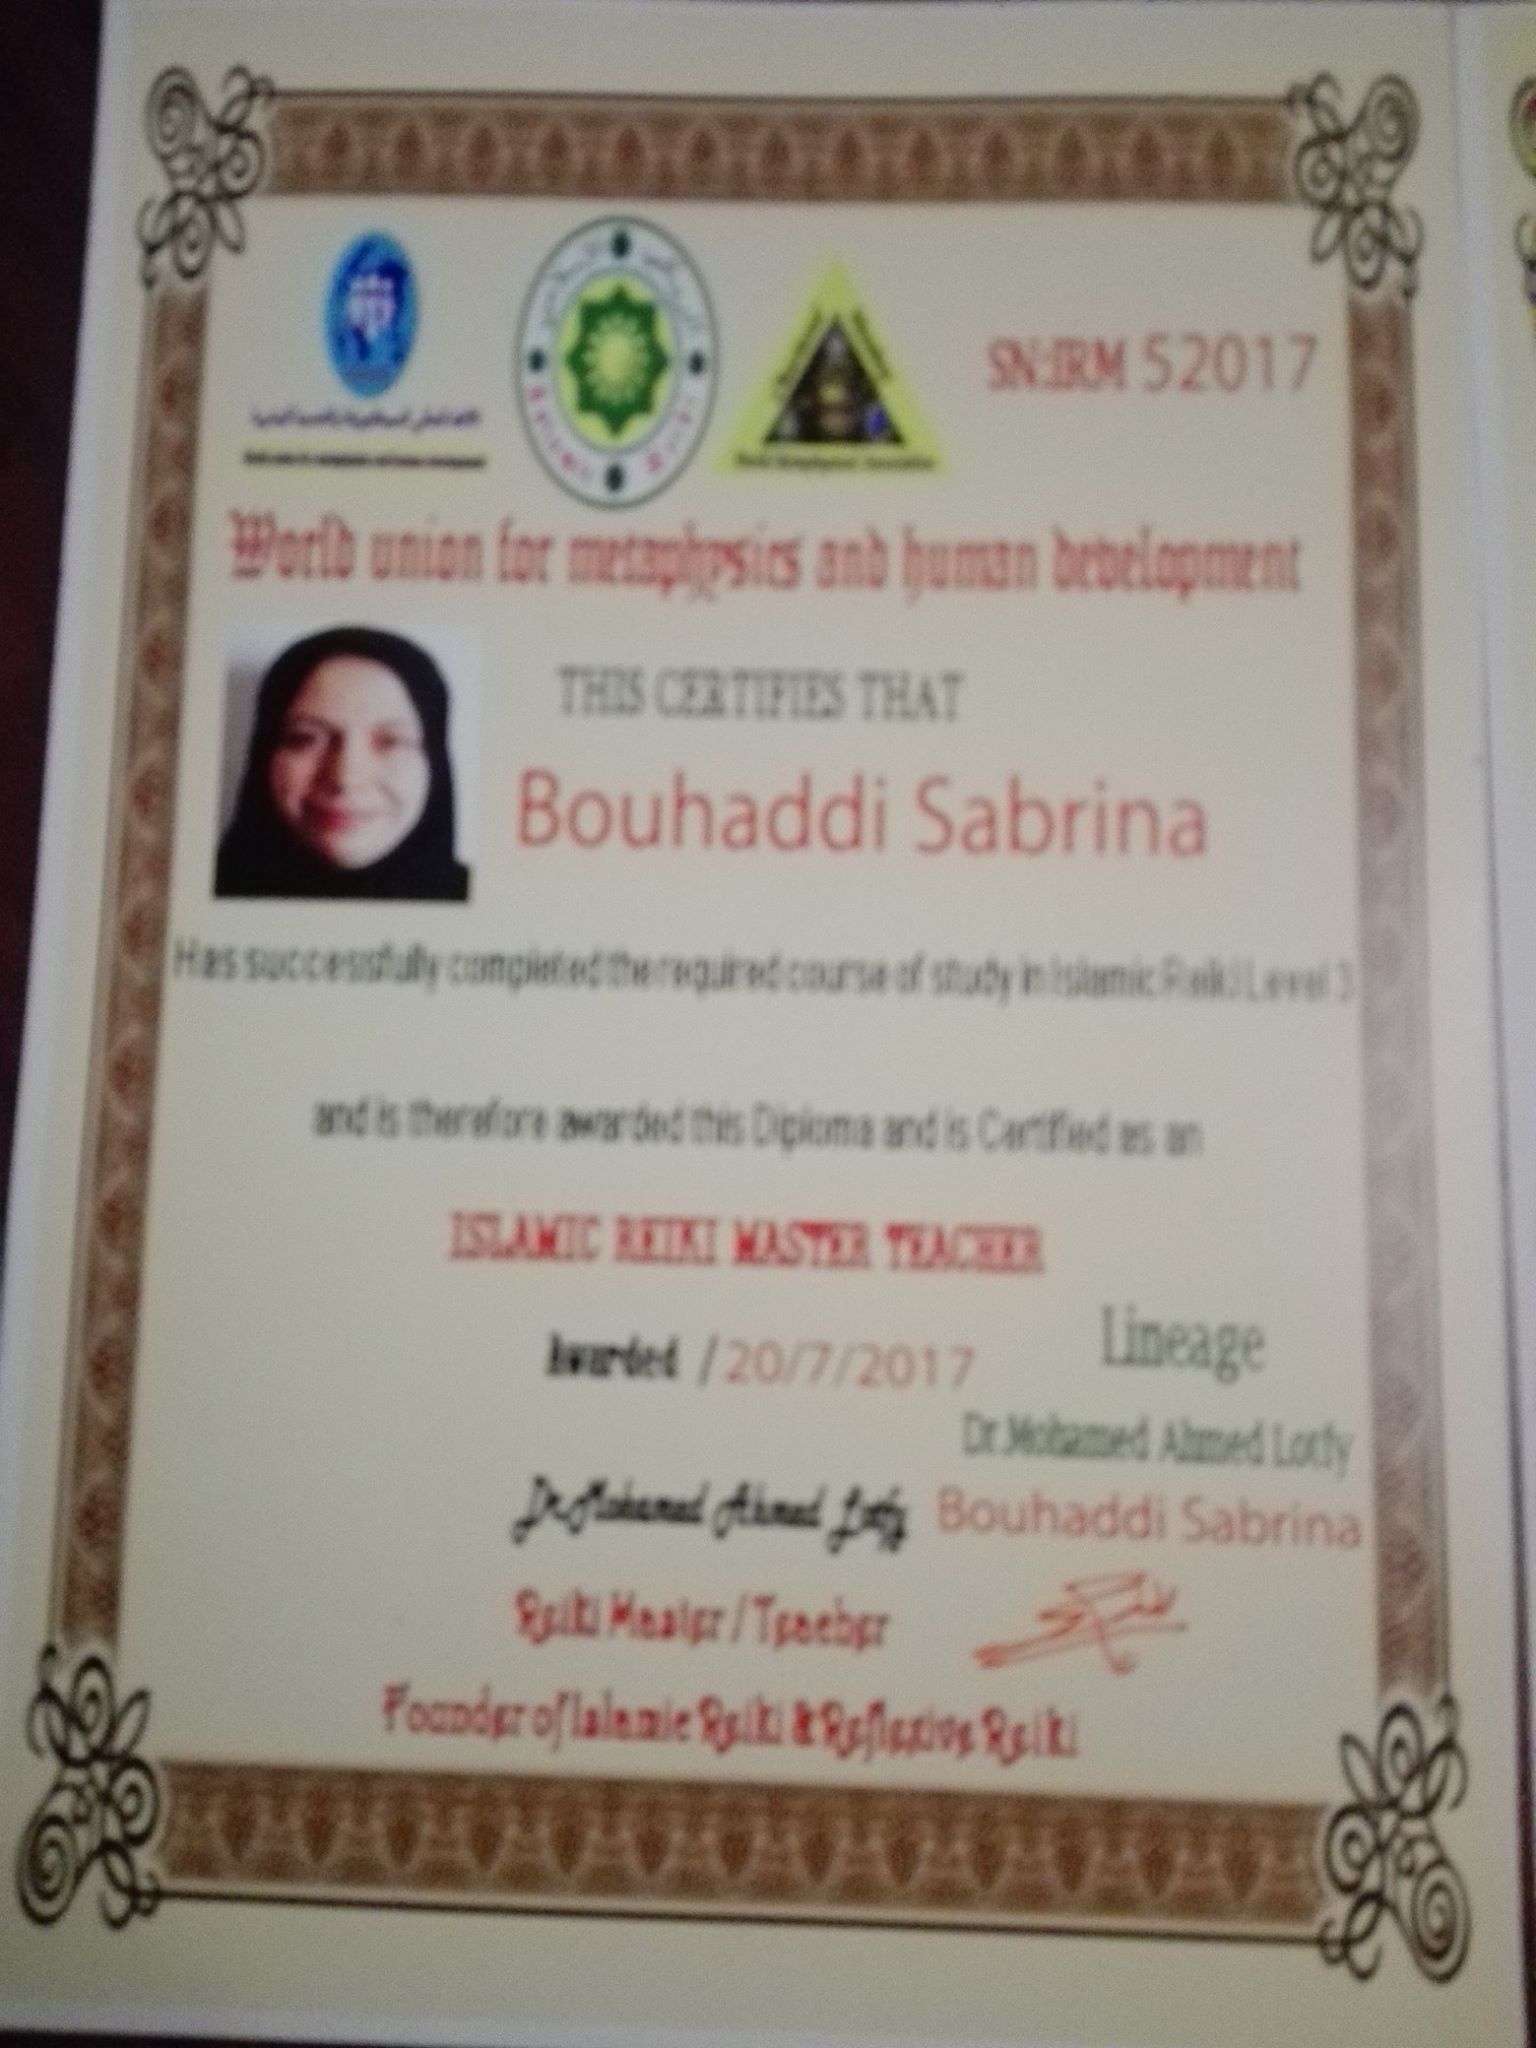 SN:IRM 52017
World union for metaphysics and human development
THIS CERTIFIES THAT
Bouhaddi Sabrina
Has successfully completed the required course of study in Islamic Reiki Level 3
and is therefore awarded this Diploma and is Certified as an
ISLAMIC REIKI MASTER TEACHER
Awarded / 20/7/2017
Lineage
Dr.Mohamed Ahmed Lotfy
Dr.Mohamed Ahmed Lotfy
Bouhaddi Sabrina
Reiki Master / Teacher
Founder of Islamic Reiki & Reflexive Reiki